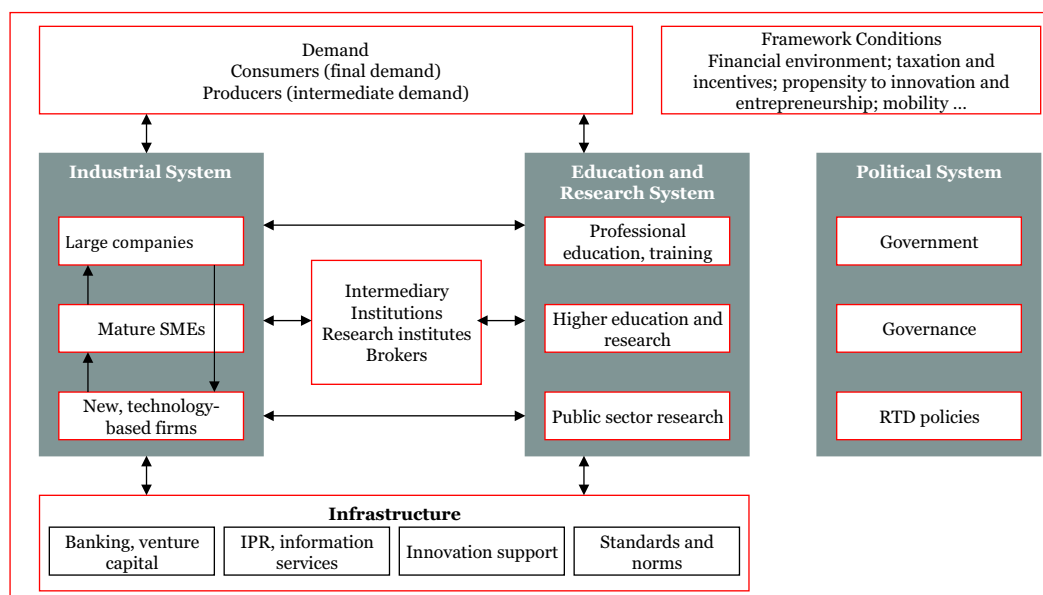 Demand
Consumers (final demand)
Producers (intermediate demand)
Framework Conditions
Financial environment; taxation and
incentives; propensity to innovation and
entrepreneurship; mobility ...
Industrial System
Large companies
Mature SMEs
New, technology-
based firms
Intermediary
Institutions
Research institutes
Brokers
Education and
Research System
Professional
education, training
Higher education and
research
Public sector research
Political System
Government
Governance
RTD policies
Infrastructure
Banking, venture
capital
IPR, information
services
Innovation support
Standards and
norms